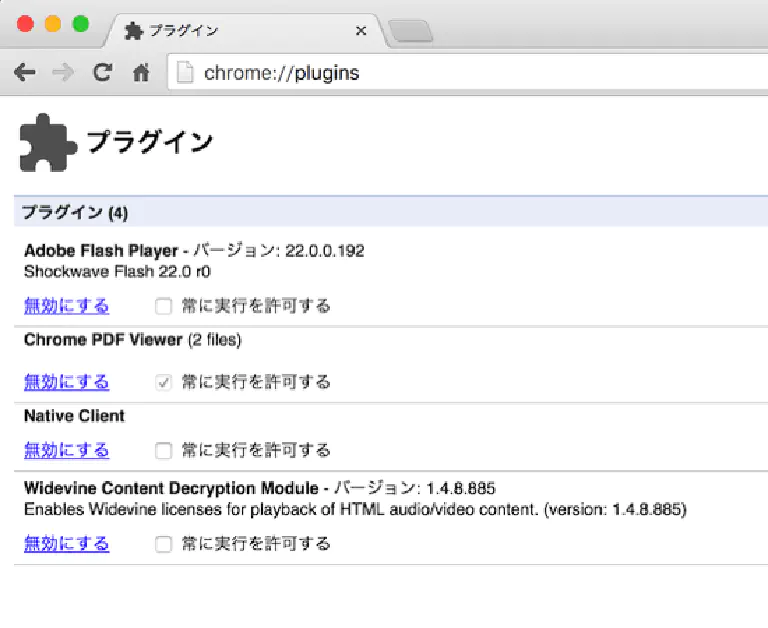 プラグイン
chrome://plugins
プラグイン
プラグイン (4)
Adobe Flash Player - バージョン: 22.0.0.192
Shockwave Flash 22.0 r0
無効にする 常に実行を許可する
Chrome PDF Viewer (2 files)
無効にする 常に実行を許可する
Native Client
無効にする 常に実行を許可する
Widevine Content Decryption Module - バージョン: 1.4.8.885
Enables Widevine licenses for playback of HTML audio/video content. (version: 1.4.8.885)
無効にする 常に実行を許可する